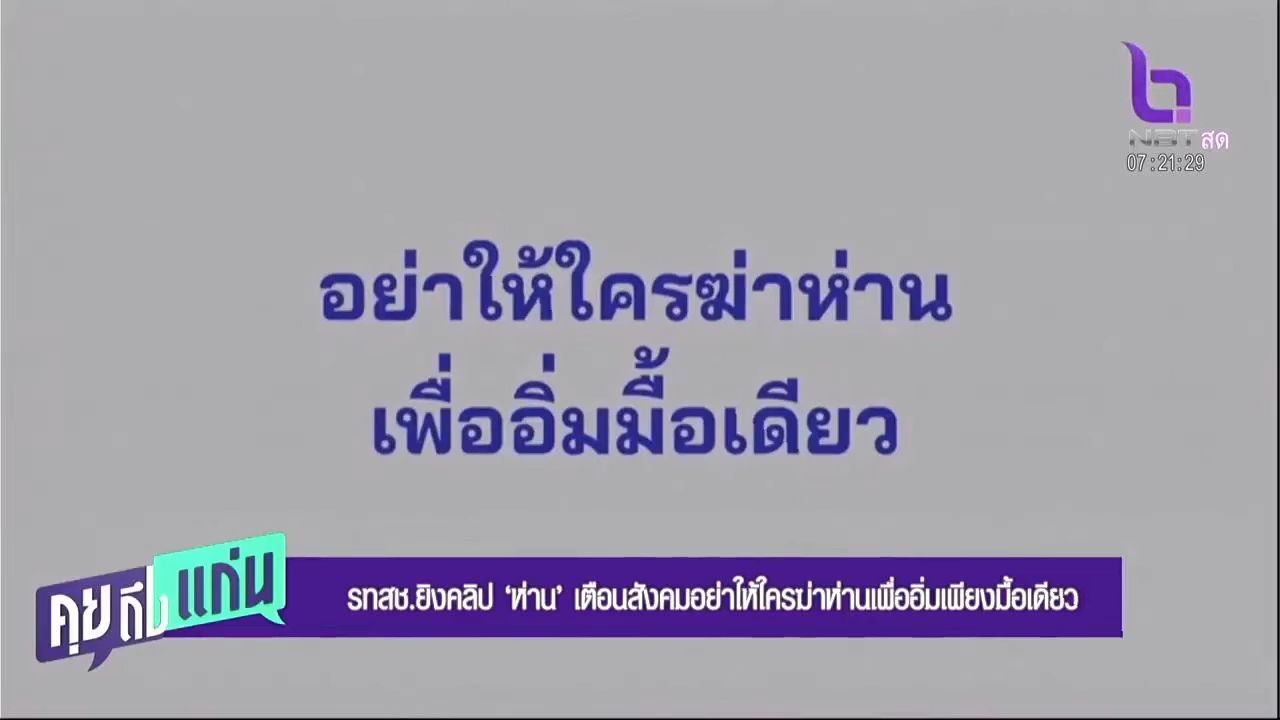 NBT สด
07:21:29
อย่าให้ใครฆ่าห่าน
เพื่ออิ่มมื้อเดียว
คุยถึงแก่น
รทสช.ยิงคลิป ‘ห่าน’ เตือนสังคมอย่าให้ใครฆ่าห่านเพื่ออิ่มเพียงมื้อเดียว